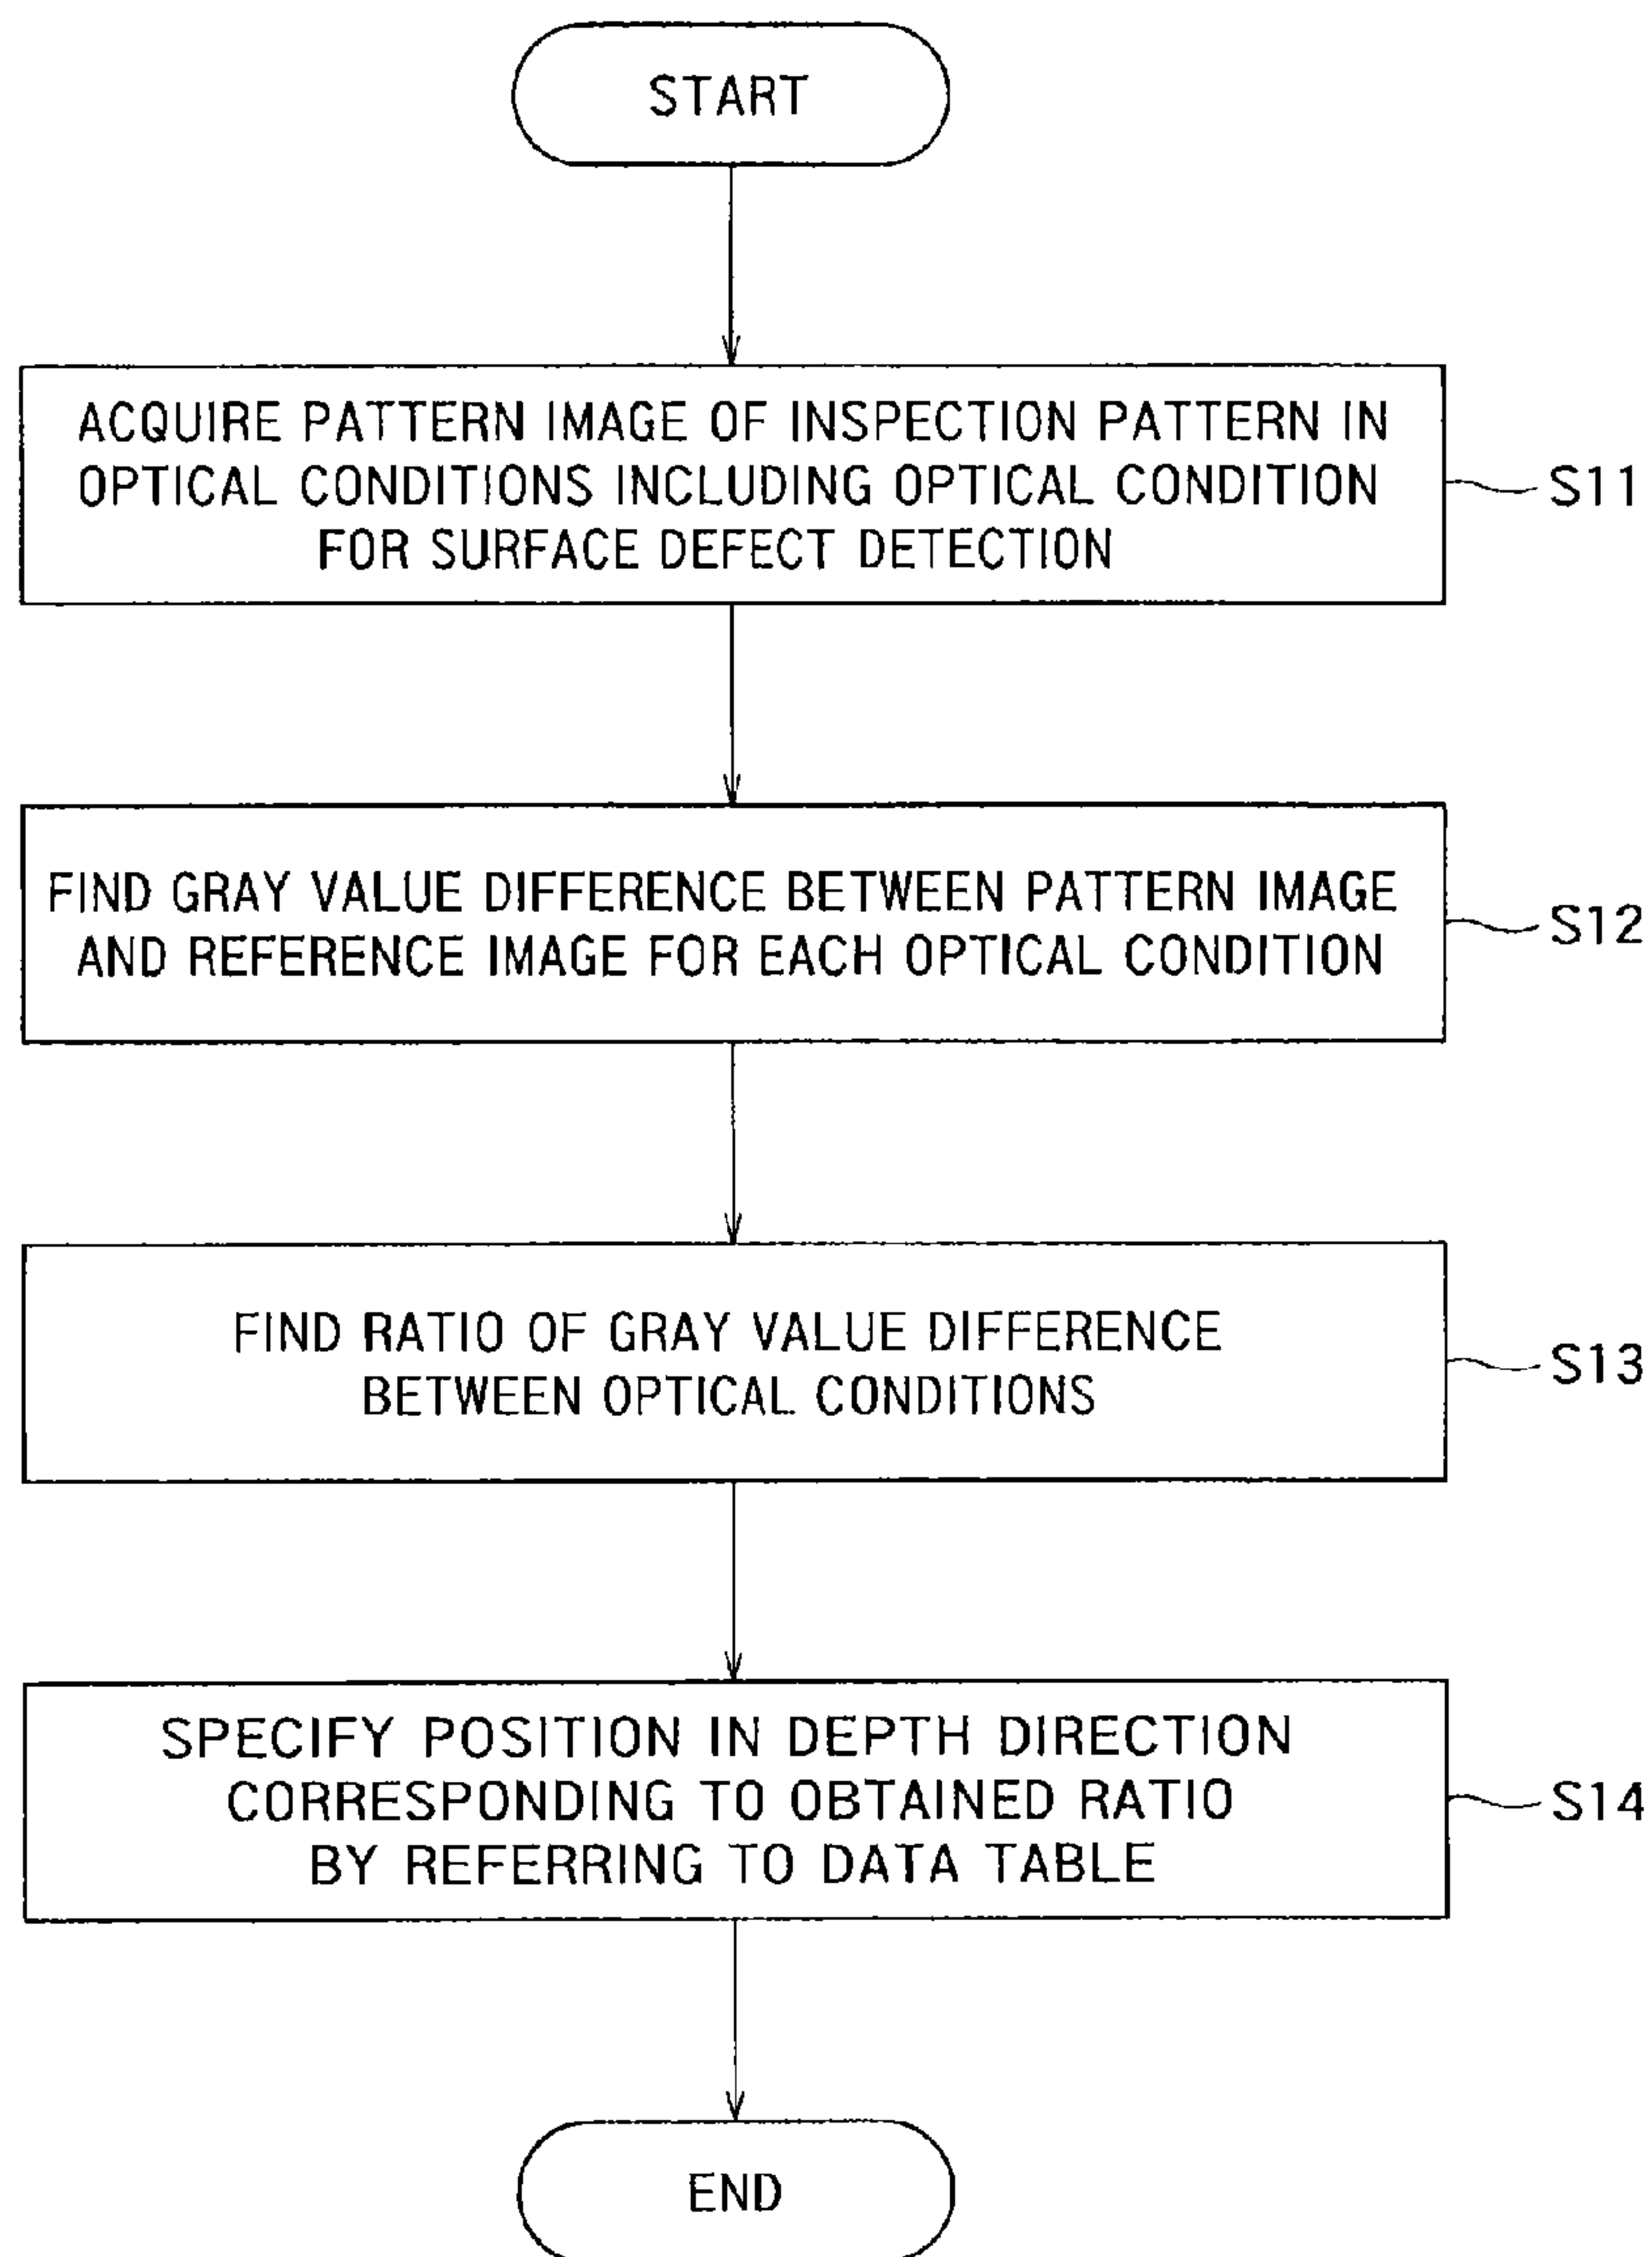 START
ACQUIRE PATTERN IMAGE OF INSPECTION PATTERN IN
OPTICAL CONDITIONS INCLUDING OPTICAL CONDITION
FOR SURFACE DEFECT DETECTION
S11
FIND GRAY VALUE DIFFERENCE BETWEEN PATTERN IMAGE
AND REFERENCE IMAGE FOR EACH OPTICAL CONDITION
S12
FIND RATIO OF GRAY VALUE DIFFERENCE
BETWEEN OPTICAL CONDITIONS
S13
SPECIFY POSITION IN DEPTH DIRECTION
CORRESPONDING TO OBTAINED RATIO
BY REFERRING TO DATA TABLE
S14
END